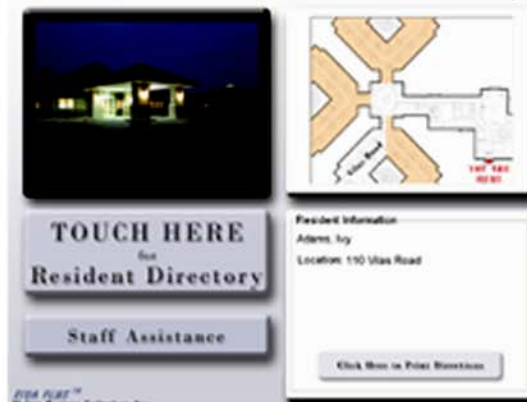 TOUCH HERE
for
Resident Directory
Staff Assistance
Vilas Road
YOU ARE
HERE
Resident Information
Adams, Ivy
Location: 110 Vilas Road
Click Here to Print Directions